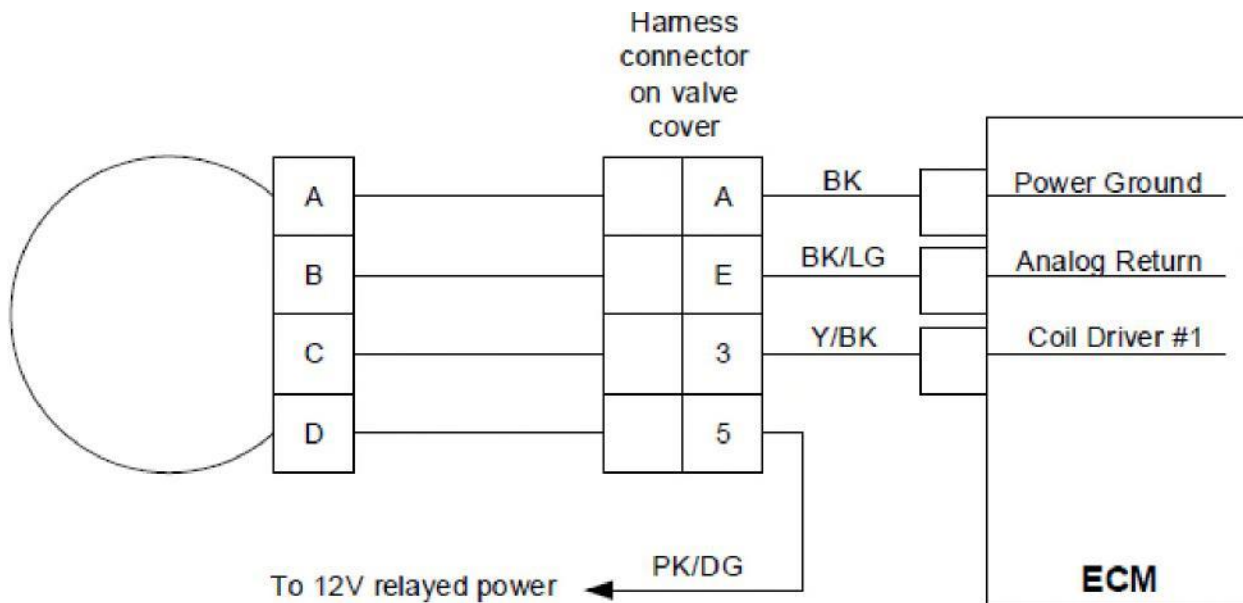 Harness
connector
on valve
cover
A A BK Power Ground
B E BK/LG Analog Return
C 3 Y/BK Coil Driver #1
D 5
PK/DG
To 12V relayed power
ECM